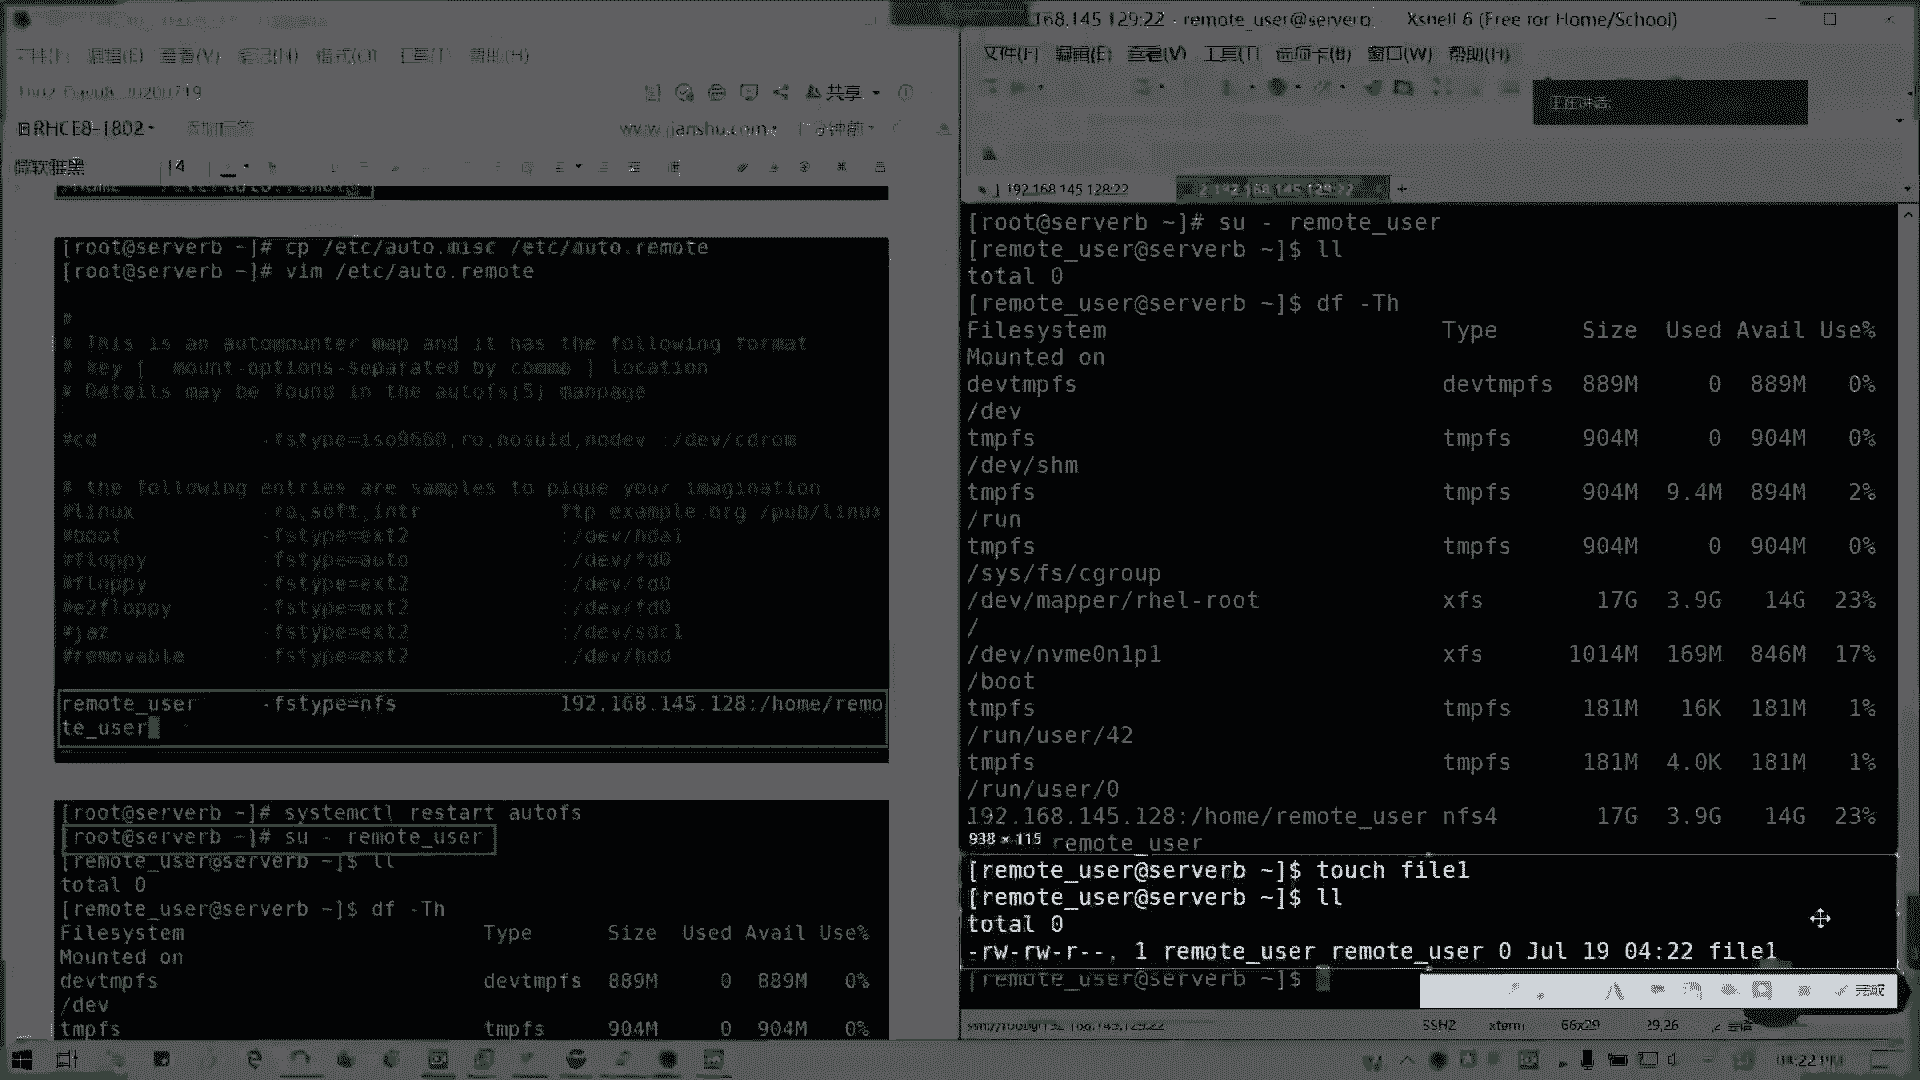 编辑(E) 查看(V) 格式(O) 工具(T) 帮助(H)
共享
RHCE8-1802
www.jianshu.com
14
[root@serverb ~]# cp /etc/auto.misc /etc/auto.remote
[root@serverb ~]# vim /etc/auto.remote
#
# This is an automounter map and it has the following format
# key [ mount-options-separated by comma ] location
# Details may be found in the autofs(5) manpage
#cd -fstype=iso9660,ro,nosuid,nodev :/dev/cdrom
# the following entries are samples to pique your imagination
#linux -ro,soft,intr ftp.example.org:/pub/linux
#boot -fstype=ext2 :/dev/hda1
#floppy -fstype=auto :/dev/fd0
#floppy -fstype=ext2 :/dev/fd0
#e2floppy -fstype=ext2 :/dev/fd0
#jaz -fstype=ext2 :/dev/sdc1
#removable -fstype=ext2 :/dev/hdd
remote_user -fstype=nfs 192.168.145.128:/home/remo
te_user
[root@serverb ~]# systemctl restart autofs
[root@serverb ~]# su - remote_user
[remote_user@serverb ~]$ ll
total 0
[remote_user@serverb ~]$ df -Th
Filesystem Type Size Used Avail Use%
Mounted on
devtmpfs devtmpfs 889M 0 889M 0%
/dev
tmpfs tmpfs 904M 0 904M 0%
168.145.129:22 - remote_user@serverb: Xshell 6 (Free for Home/School)
文件(F) 编辑(E) 查看(V) 工具(T) 选项卡(B) 窗口(W) 帮助(H)
1 192.168.145.128:22 2 192.168.145.129:22 +
[root@serverb ~]# su - remote_user
[remote_user@serverb ~]$ ll
total 0
[remote_user@serverb ~]$ df -Th
Filesystem Type Size Used Avail Use%
Mounted on
devtmpfs devtmpfs 889M 0 889M 0%
/dev
tmpfs tmpfs 904M 0 904M 0%
/dev/shm
tmpfs tmpfs 904M 9.4M 894M 2%
/run
tmpfs tmpfs 904M 0 904M 0%
/sys/fs/cgroup
/dev/mapper/rhel-root xfs 17G 3.9G 14G 23%
/
/dev/nvme0n1p1 xfs 1014M 169M 846M 17%
/boot
tmpfs tmpfs 181M 16K 181M 1%
/run/user/42
tmpfs tmpfs 181M 4.0K 181M 1%
/run/user/0
192.168.145.128:/home/remote_user nfs4 17G 3.9G 14G 23%
938 × 115 remote_user
[remote_user@serverb ~]$ touch file1
[remote_user@serverb ~]$ ll
total 0
-rw-rw-r--. 1 remote_user remote_user 0 Jul 19 04:22 file1
[remote_user@serverb ~]$
完成
SSH2 xterm 66x29 29,26